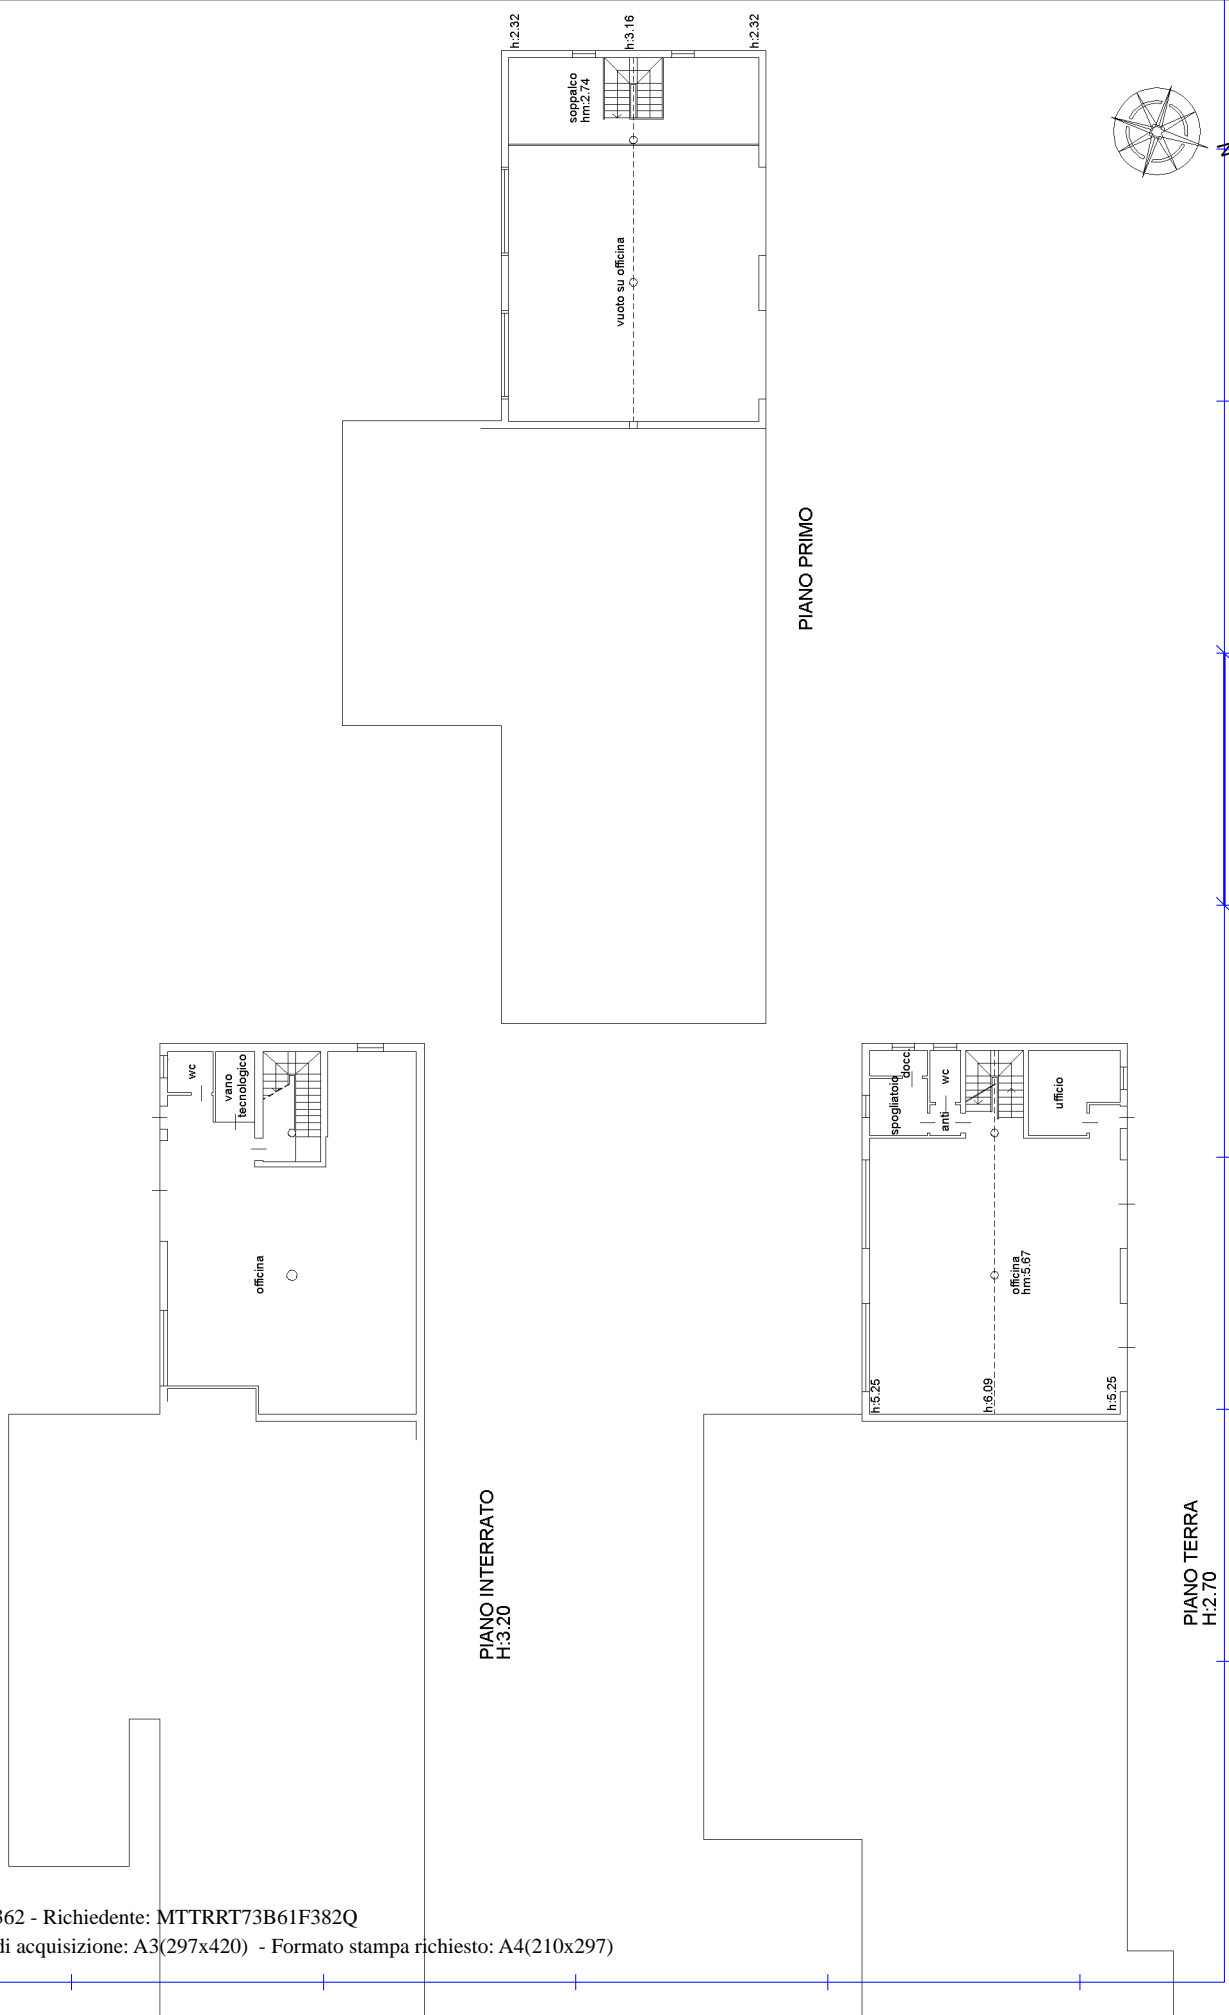 h:2.32
h:3.16
h:2.32
soppalco
hm:2.74
vuoto su officina
N
PIANO PRIMO
wc
vano
tecnologico
officina
PIANO INTERRATO
H:3.20
spogliatoio
docc.
wc
anti
ufficio
officina
hm:5.67
h:5.25
h:6.09
h:5.25
PIANO TERRA
H:2.70
362 - Richiedente: MTTRRT73B61F382Q
di acquisizione: A3(297x420) - Formato stampa richiesto: A4(210x297)